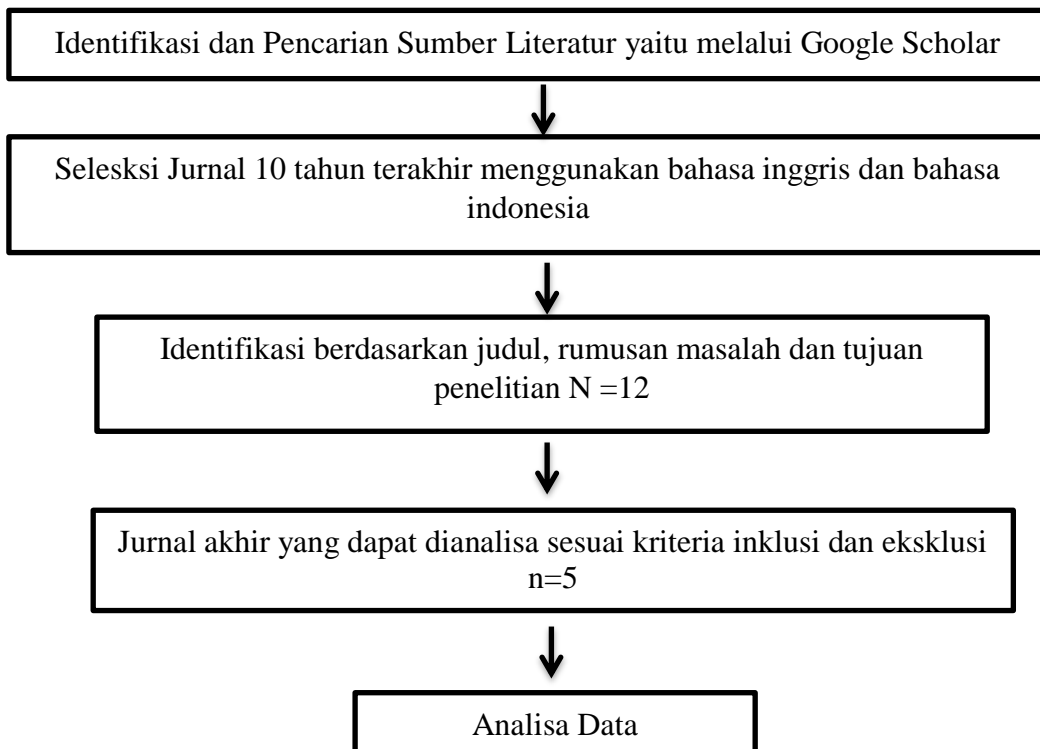 Identifikasi dan Pencarian Sumber Literatur yaitu melalui Google Scholar
Selesksi Jurnal 10 tahun terakhir menggunakan bahasa inggris dan bahasa
indonesia
Identifikasi berdasarkan judul, rumusan masalah dan tujuan
penelitian N =12
Jurnal akhir yang dapat dianalisa sesuai kriteria inklusi dan eksklusi
n=5
Analisa Data